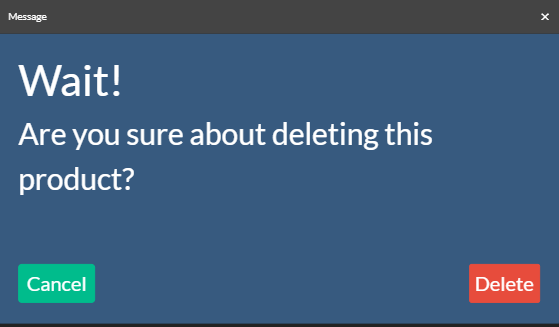 Message
Wait!
Are you sure about deleting this
product?
Cancel
Delete